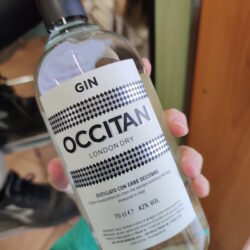 GIN
OCCITAN
LONDON DRY
DISTILLATO CON ERBE OCCITANE
70 cl e 42% VOL